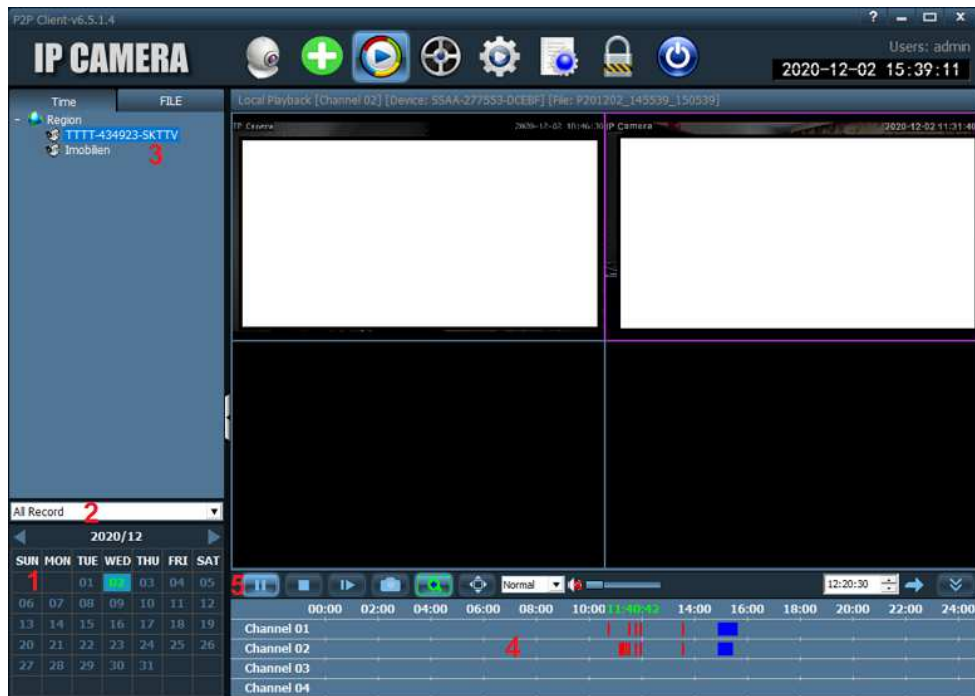 P2P Client-v6.5.1.4
? 
IP CAMERA
Users: admin
2020-12-02 15:39:11
Time FILE
Local Playback [Channel 02] [Device: SSAA-277553-DCEBF] [File: P201202_145539_150539]
Region
TTTT-434923-SKTTV
Imobilien
3
IP Camera
IP Camera 2020-12-02 11:31:40
All Record 2
2020/12
SUN MON TUE WED THU FRI SAT
1 01 02 03 04 05
06 07 08 09 10 11 12
13 14 15 16 17 18 19
20 21 22 23 24 25 26
27 28 29 30 31
5 Normal 12:20:30
00:00 02:00 04:00 06:00 08:00 10:00 11:40:42 14:00 16:00 18:00 20:00 22:00 24:00
Channel 01
Channel 02 4
Channel 03
Channel 04